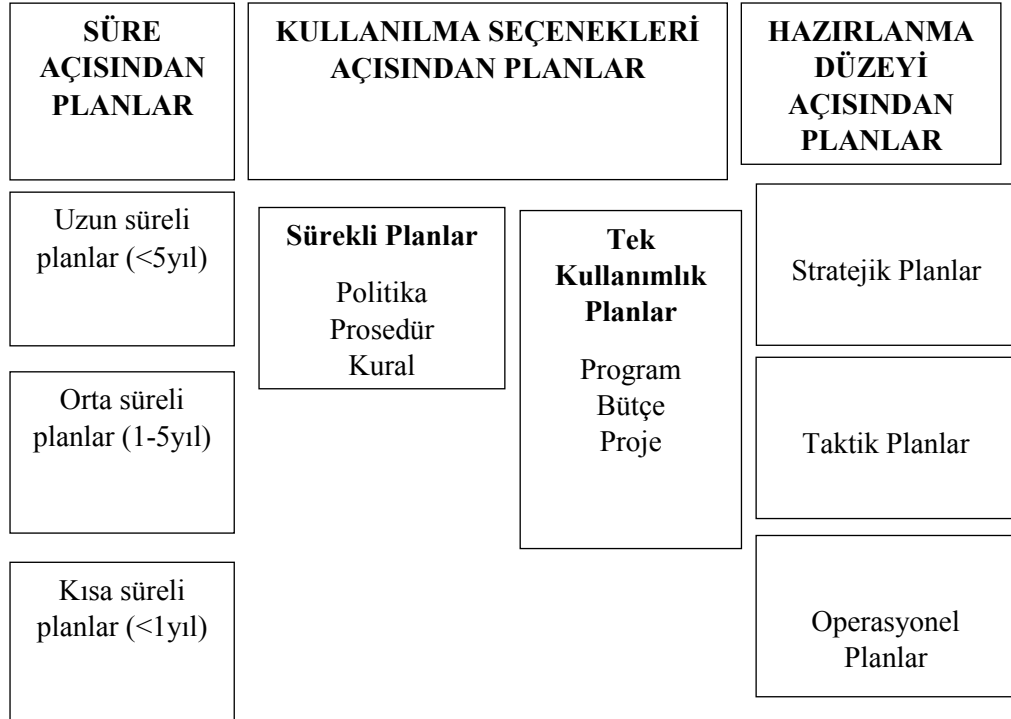 SÜRE
AÇISINDAN
PLANLAR
Uzun süreli
planlar (<5yıl)
Orta süreli
planlar (1-5yıl)
Kısa süreli
planlar (<1yıl)
KULLANILMA SEÇENEKLERİ
AÇISINDAN PLANLAR
Sürekli Planlar
Politika
Prosedür
Kural
Tek
Kullanımlık
Planlar
Program
Bütçe
Proje
HAZIRLANMA
DÜZEYİ
AÇISINDAN
PLANLAR
Stratejik Planlar
Taktik Planlar
Operasyonel
Planlar